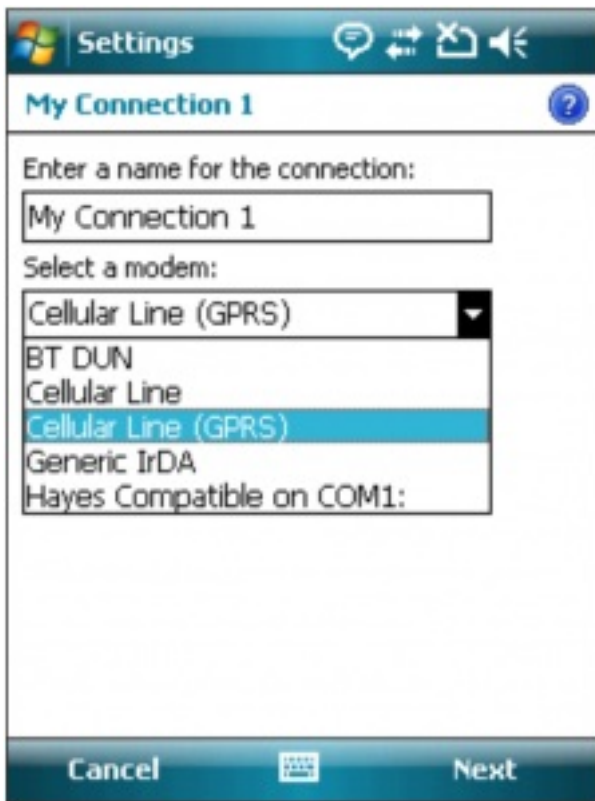 Settings
My Connection 1
?
Enter a name for the connection:
My Connection 1
Select a modem:
Cellular Line (GPRS)
BT DUN
Cellular Line
Cellular Line (GPRS)
Generic IrDA
Hayes Compatible on COM1:
Cancel
Next